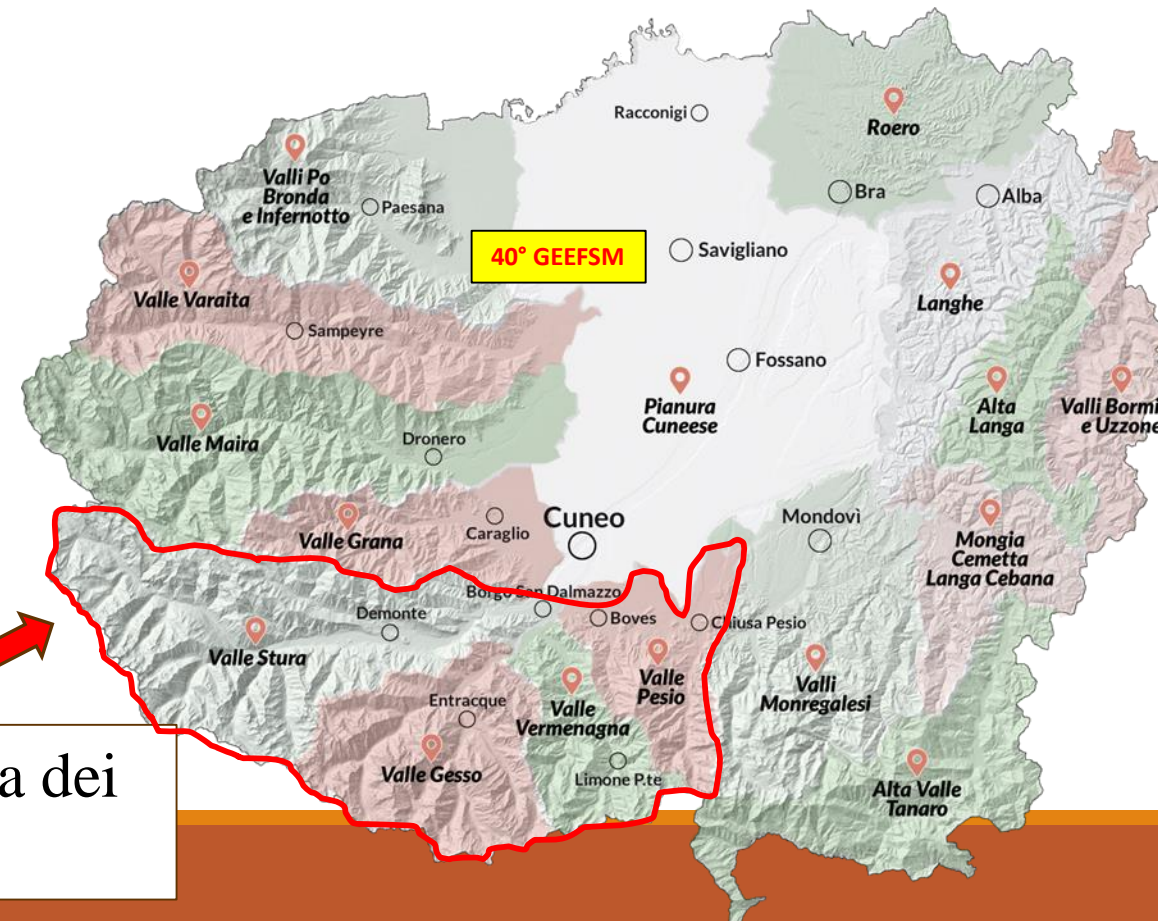 Racconigi
Roero
Valli Po
Bronda
e Infernotto
Paesana
Bra
Alba
40° GEEFSM
Savigliano
Valle Varaita
Langhe
Sampeyre
Fossano
Pianura
Cuneese
Alta
Langa
Valli Bormi
e Uzzone
Valle Maira
Dronero
Cuneo
Mondovì
Valle Grana
Caraglio
Mongia
Cemetta
Langa Cebana
Borgo San Dalmazzo
Demonte
Boves
Chiusa Pesio
Valle Stura
Valle
Pesio
Valli
Monregalesi
Entracque
Valle
Vermenagna
Valle Gesso
Limone P.te
a dei
Alta Valle
Tanaro